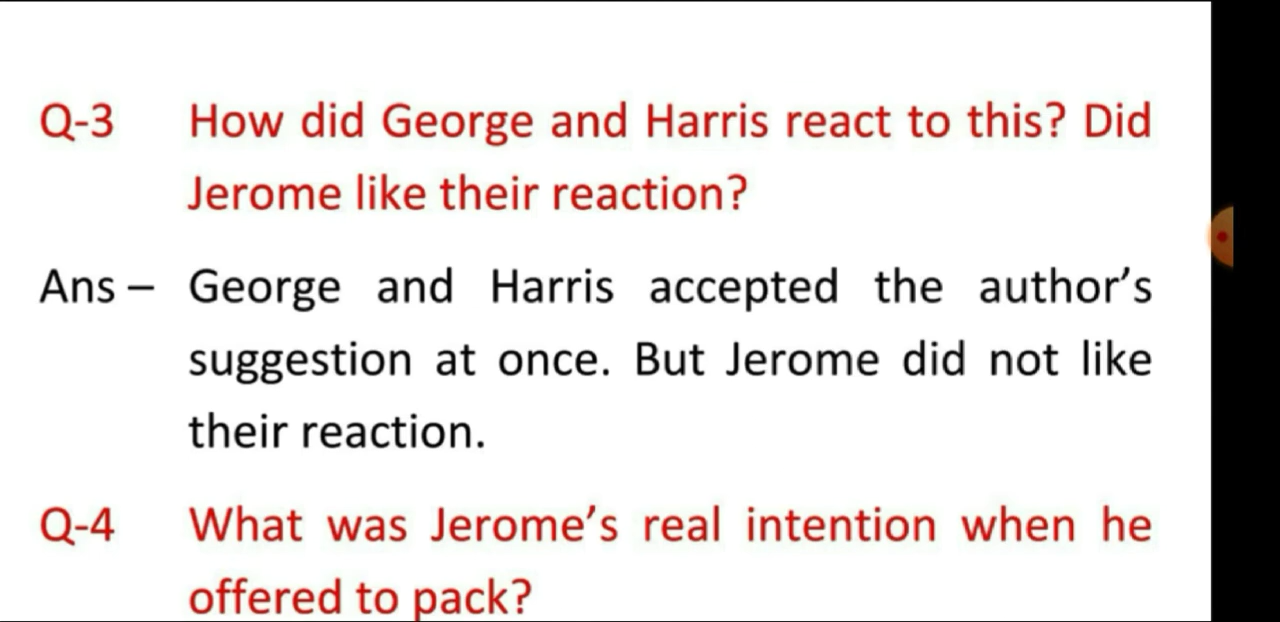 Q-3 How did George and Harris react to this? Did
Jerome like their reaction?
Ans – George and Harris accepted the author’s
suggestion at once. But Jerome did not like
their reaction.
Q-4 What was Jerome’s real intention when he
offered to pack?